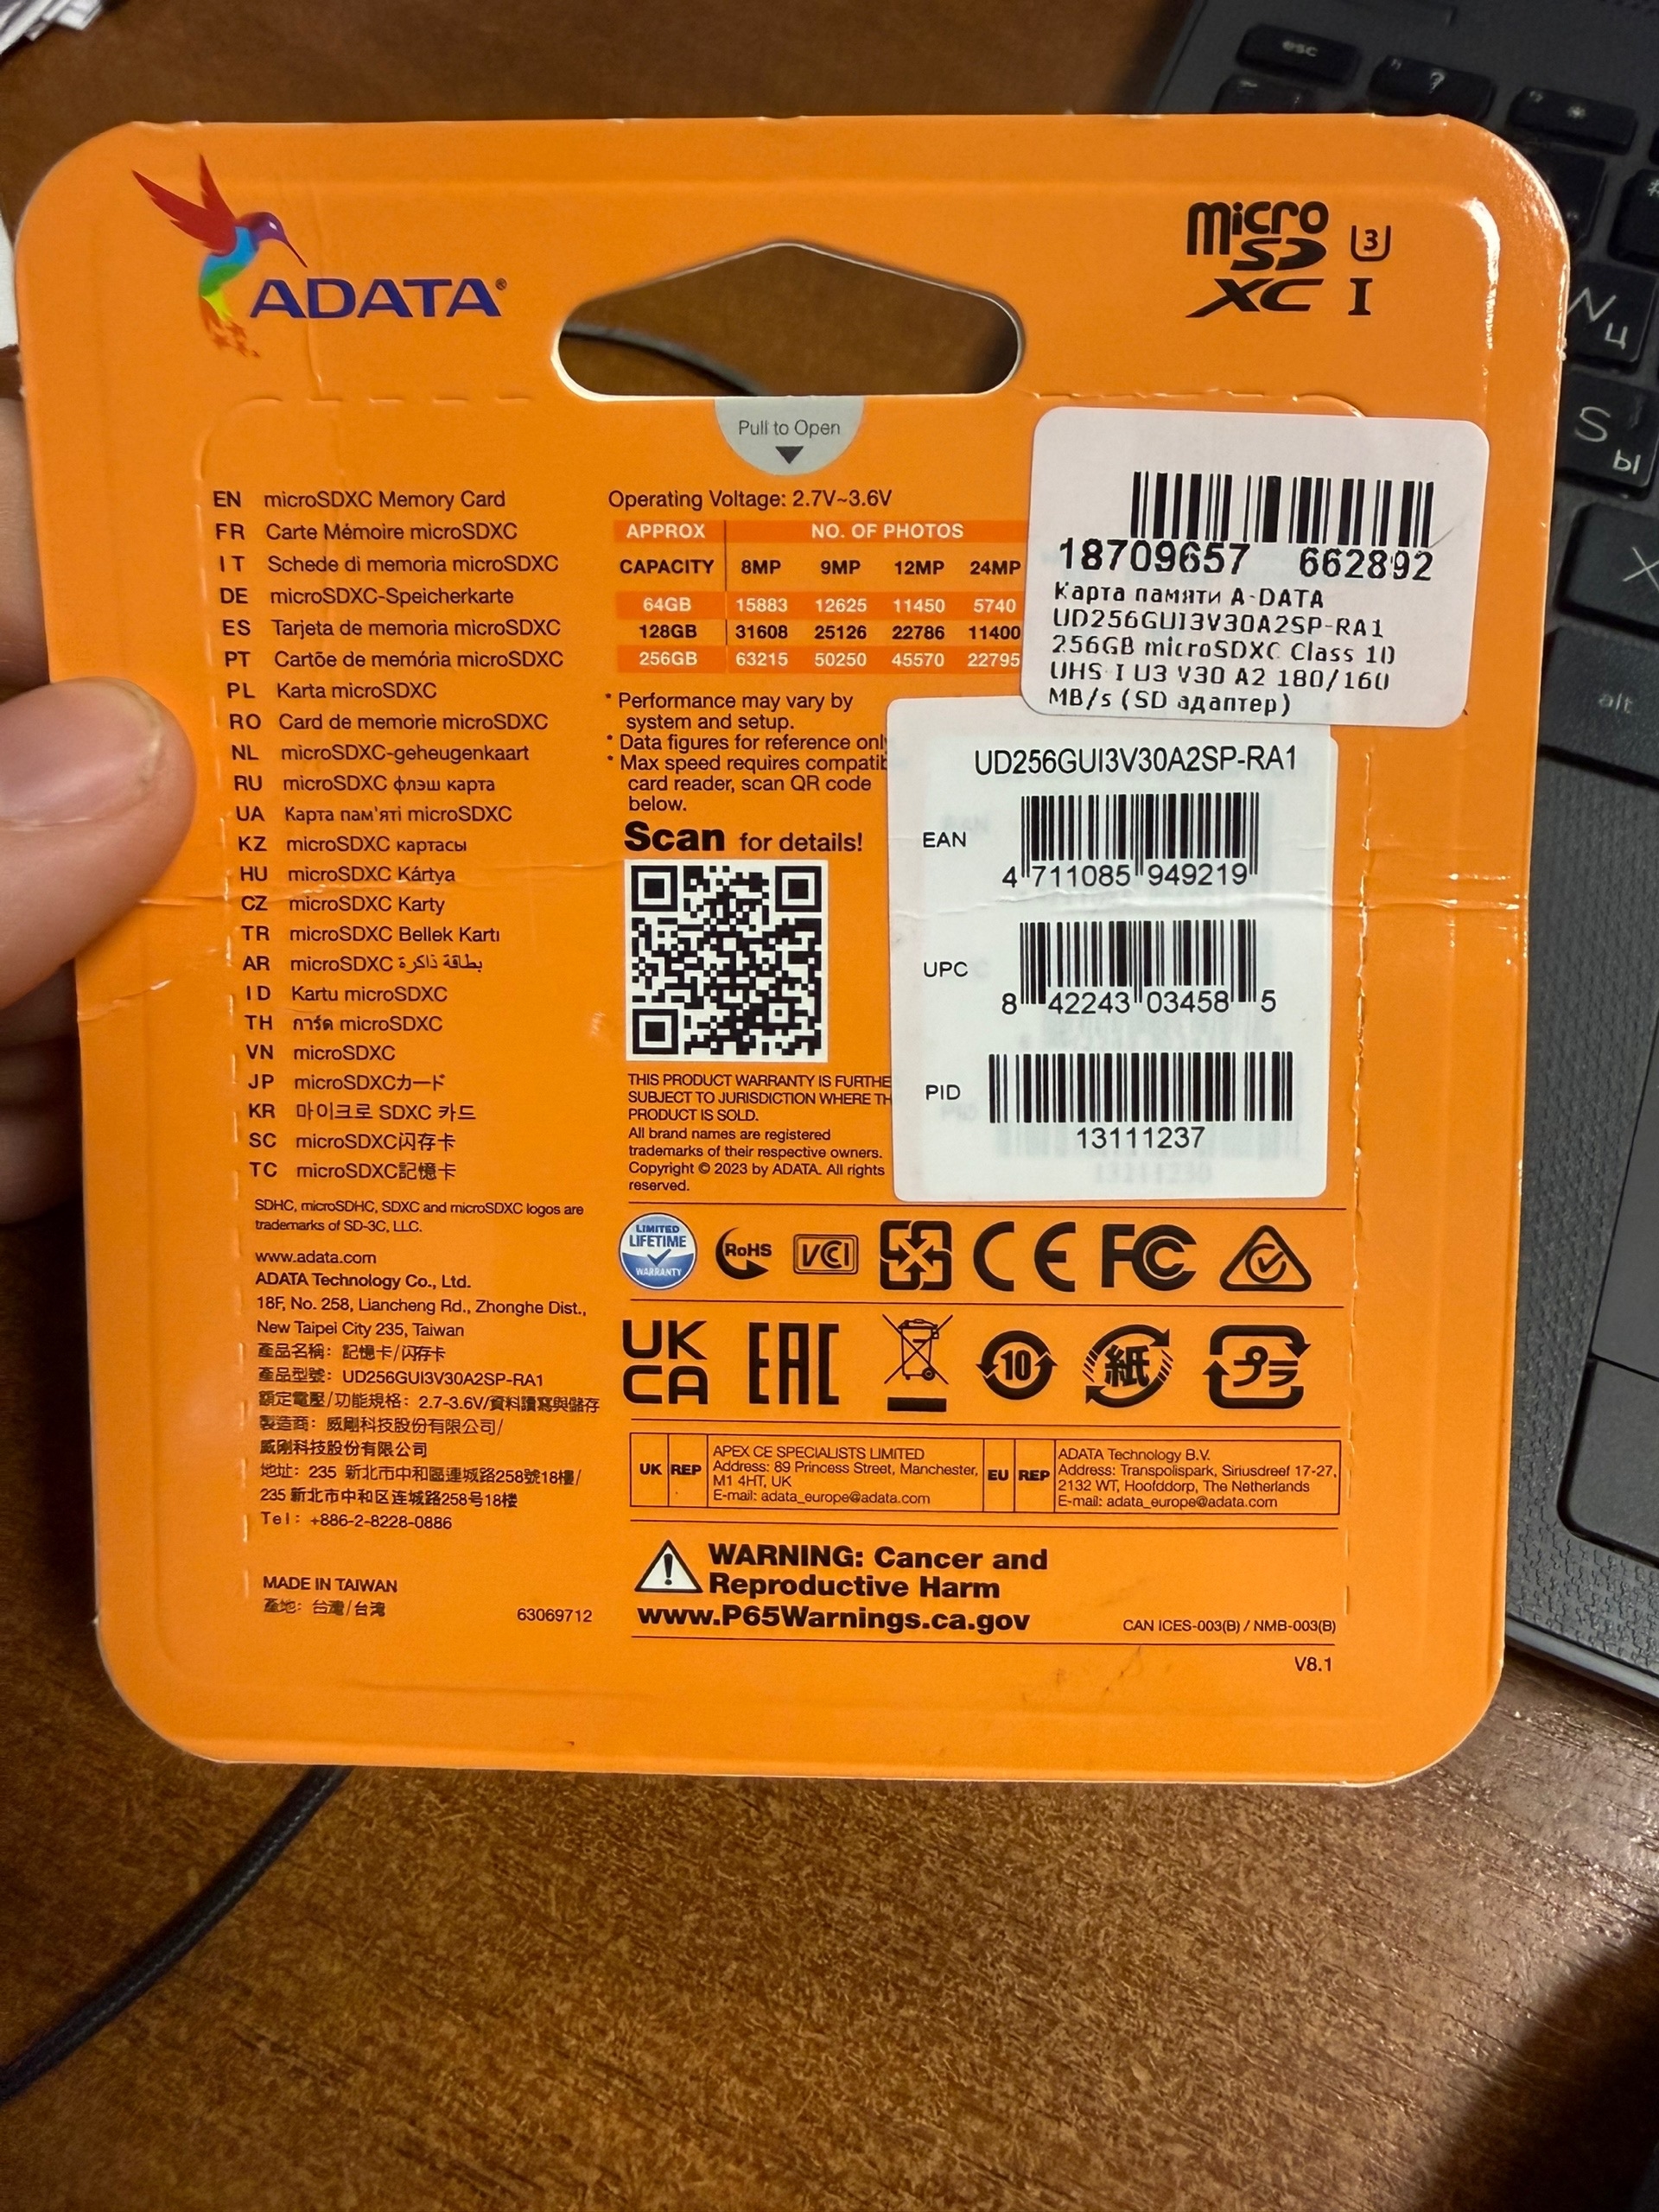 ADATA®
micro
SD
XC I
3
Pull to Open
EN microSDXC Memory Card
FR Carte Mémoire microSDXC
IT Schede di memoria microSDXC
DE microSDXC-Speicherkarte
ES Tarjeta de memoria microSDXC
PT Cartõe de memória microSDXC
PL Karta microSDXC
RO Card de memorie microSDXC
NL microSDXC-geheugenkaart
RU microSDXC флэш карта
UA Карта пам'яті microSDXC
KZ microSDXC картасы
HU microSDXC Kártya
CZ microSDXC Karty
TR microSDXC Bellek Kartı
AR microSDXC بطاقة ذاكرة
ID Kartu microSDXC
TH การ์ด microSDXC
VN microSDXC
JP microSDXCカード
KR 마이크로 SDXC 카드
SC microSDXC闪存卡
TC microSDXC記憶卡
SDHC, microSDHC, SDXC and microSDXC logos are
trademarks of SD-3C, LLC.
www.adata.com
ADATA Technology Co., Ltd.
18F, No. 258, Liancheng Rd., Zhonghe Dist.,
New Taipei City 235, Taiwan
產品名稱：記憶卡/闪存卡
產品型號：UD256GUI3V30A2SP-RA1
額定電壓/功能規格：2.7-3.6V/資料讀寫與儲存
製造商：威剛科技股份有限公司/
威刚科技股份有限公司
地址：235 新北市中和區連城路258號18樓/
235 新北市中和区连城路258号18楼
Tel：+886-2-8228-0886
MADE IN TAIWAN
產地：台灣/台湾
63069712
Operating Voltage: 2.7V~3.6V
APPROX NO. OF PHOTOS
CAPACITY 8MP 9MP 12MP 24MP
64GB 15883 12625 11450 5740
128GB 31608 25126 22786 11400
256GB 63215 50250 45570 22795
* Performance may vary by
system and setup.
* Data figures for reference only
* Max speed requires compatib
card reader, scan QR code
below.
Scan for details!
THIS PRODUCT WARRANTY IS FURTHE
SUBJECT TO JURISDICTION WHERE TH
PRODUCT IS SOLD.
All brand names are registered
trademarks of their respective owners.
Copyright © 2023 by ADATA. All rights
reserved.
18709657 662892
Карта памяти A-DATA
UD256GUI3V30A2SP-RA1
256GB microSDXC Class 10
UHS-I U3 V30 A2 180/160
MB/s (SD адаптер)
UD256GUI3V30A2SP-RA1
EAN
4 711085 949219
UPC
8 42243 03458 5
PID
13111237
LIMITED
LIFETIME
WARRANTY
RoHS
VCI
CE
FC
UK
CA
EAC
10
紙
プラ
UK REP
APEX CE SPECIALISTS LIMITED
Address: 89 Princess Street, Manchester,
M1 4HT, UK
E-mail: adata_europe@adata.com
EU REP
ADATA Technology B.V.
Address: Transpolispark, Siriusdreef 17-27,
2132 WT, Hoofddorp, The Netherlands
E-mail: adata_europe@adata.com
WARNING: Cancer and
Reproductive Harm
www.P65Warnings.ca.gov
CAN ICES-003(B) / NMB-003(B)
V8.1
esc
?
*
N
Ц
S
Ы
X
alt